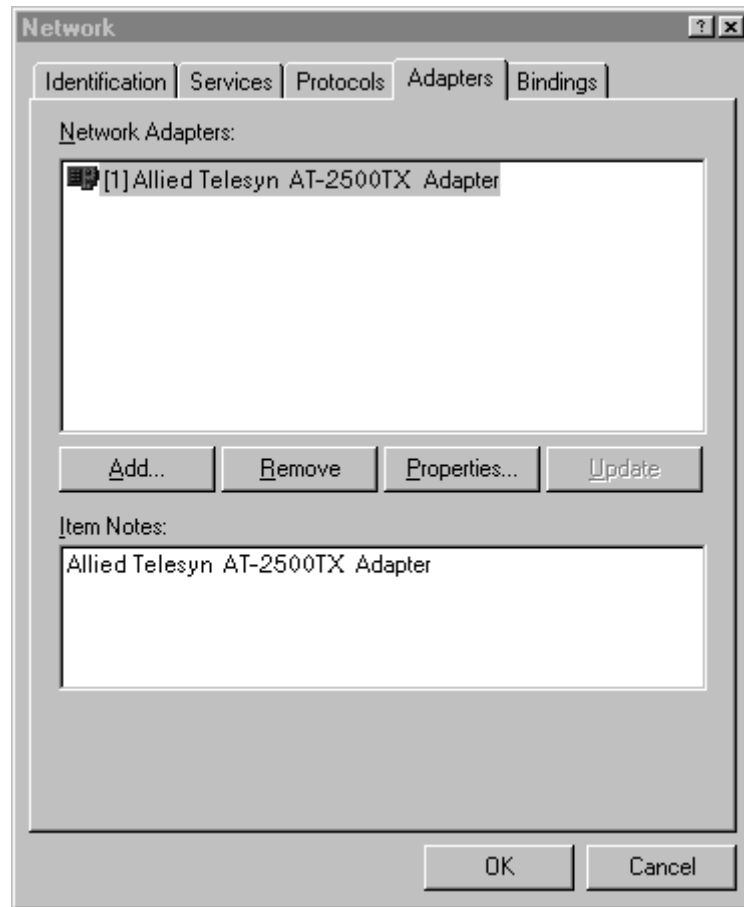 Network
Identification Services Protocols Adapters Bindings
Network Adapters:
[1] Allied Telesyn AT-2500TX Adapter
Add... Remove Properties... Update
Item Notes:
Allied Telesyn AT-2500TX Adapter
OK Cancel